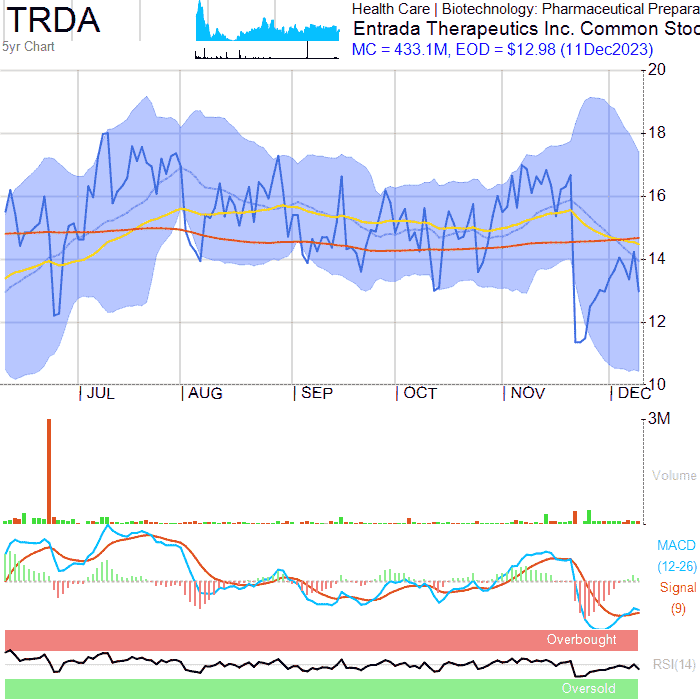 TRDA
5yr Chart
Health Care | Biotechnology: Pharmaceutical Prepara
Entrada Therapeutics Inc. Common Stoc
MC = 433.1M, EOD = $12.98 (11Dec2023)
20
18
16
14
12
10
JUL
AUG
SEP
OCT
NOV
DEC
3M
Volume
MACD
(12-26)
Signal
(9)
Overbought
RSI(14)
Oversold